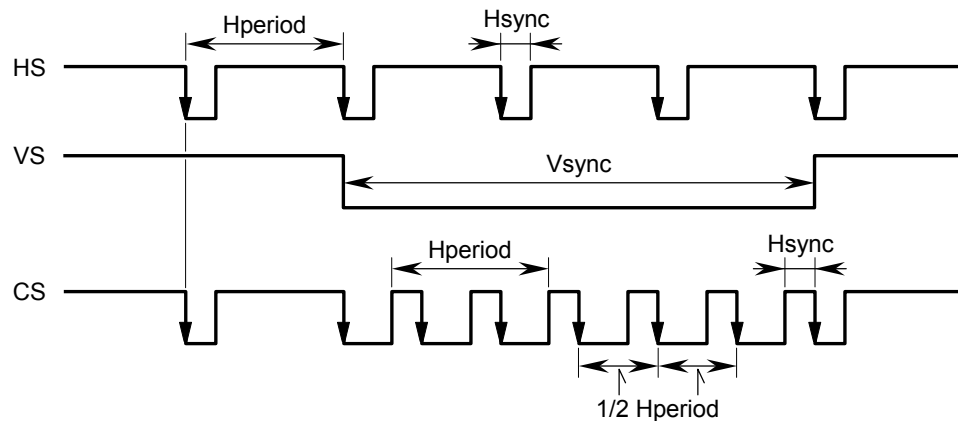 Hperiod
Hsync
HS
VS
Vsync
Hperiod
Hsync
CS
1/2 Hperiod